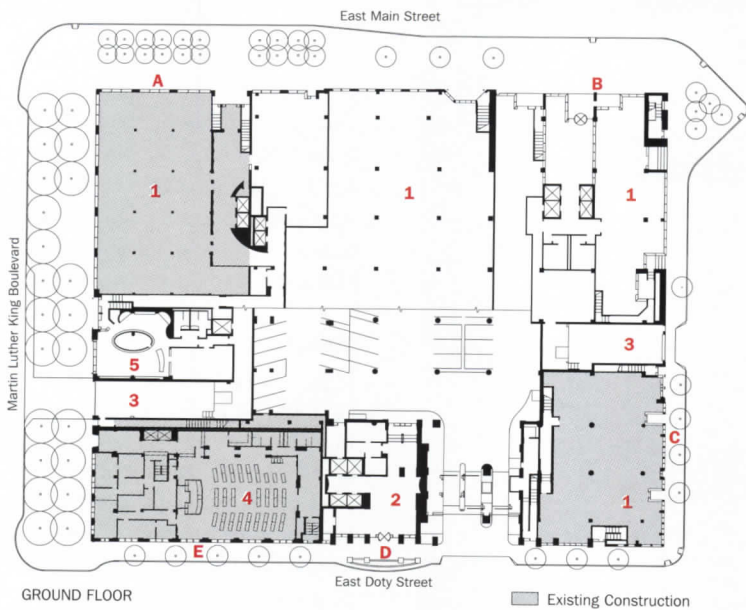 East Main Street
A
B
1
1
1
Martin Luther King Boulevard
5
3
3
C
4
2
1
E
D
East Doty Street
GROUND FLOOR
Existing Construction